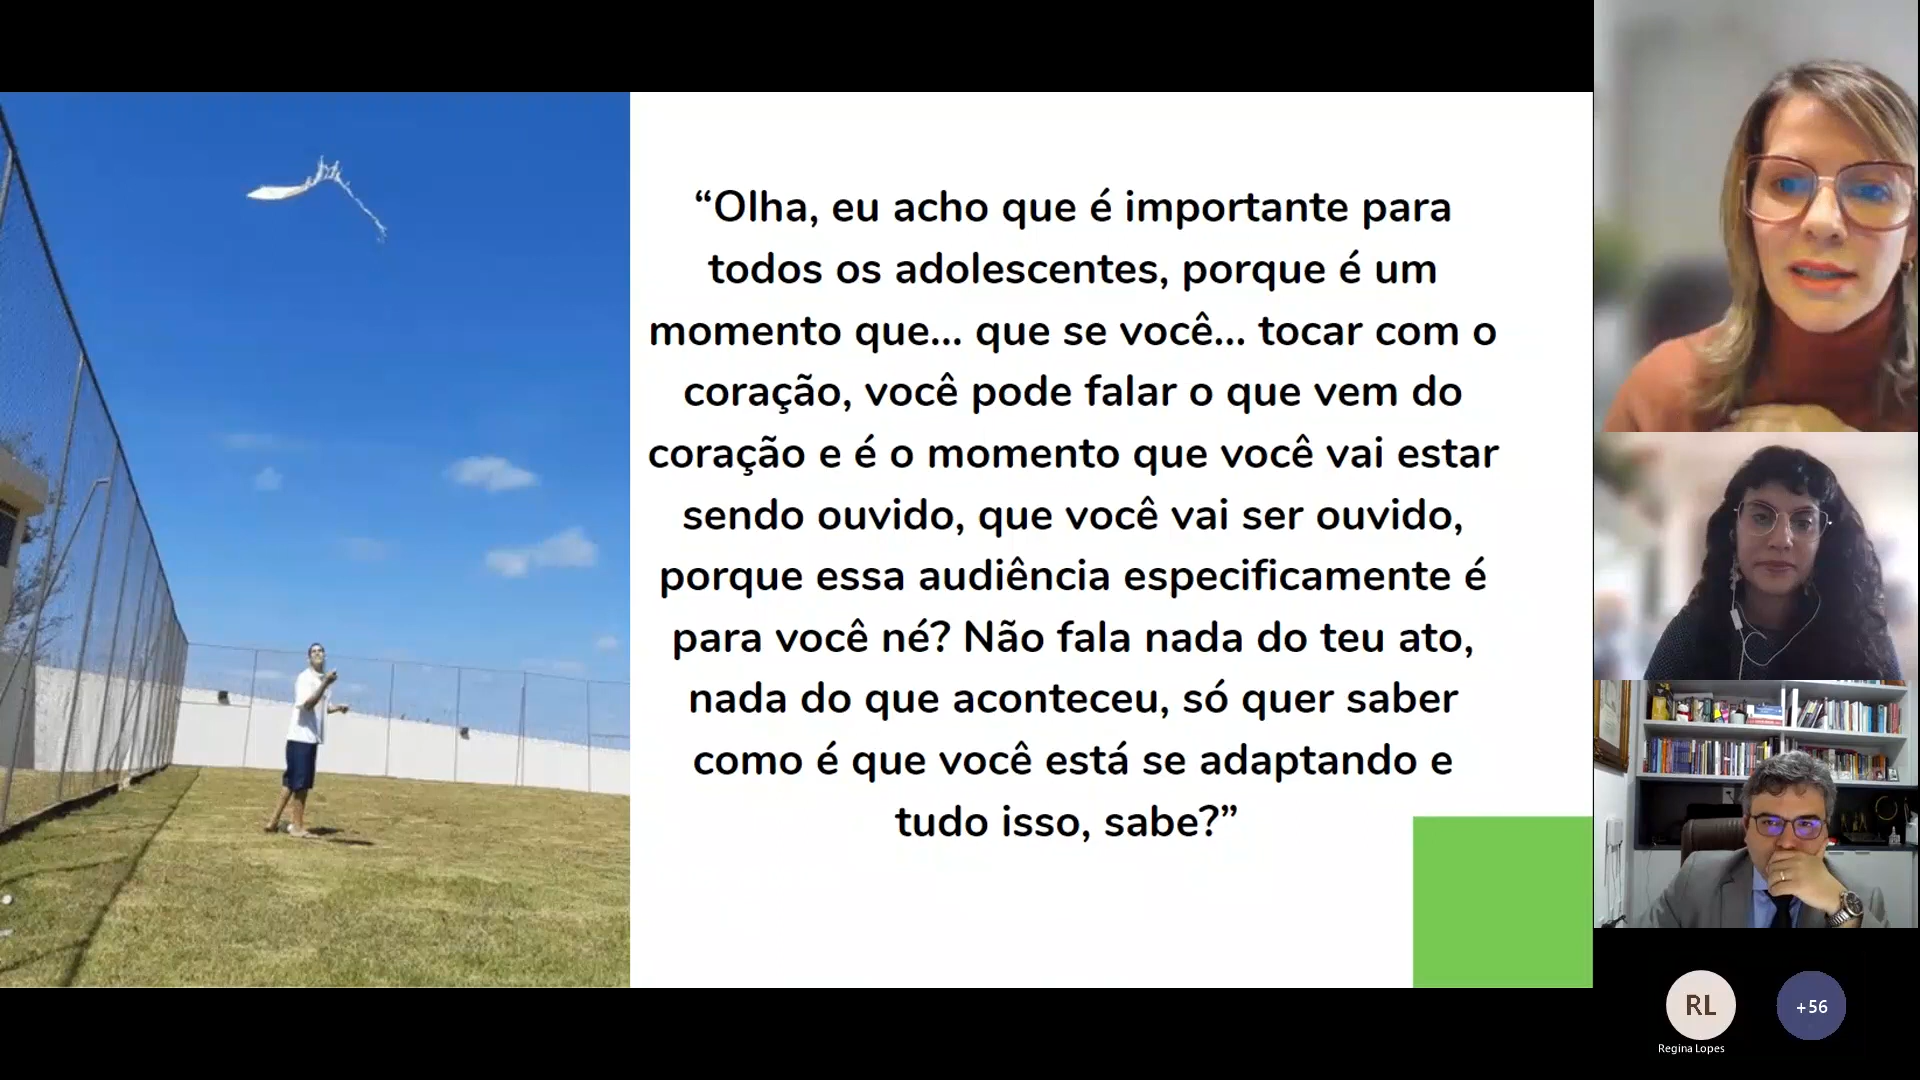 “Olha, eu acho que é importante para
todos os adolescentes, porque é um
momento que... que se você... tocar com o
coração, você pode falar o que vem do
coração e é o momento que você vai estar
sendo ouvido, que você vai ser ouvido,
porque essa audiência especificamente é
para você né? Não fala nada do teu ato,
nada do que aconteceu, só quer saber
como é que você está se adaptando e
tudo isso, sabe?”
RL
+56
Regina Lopes